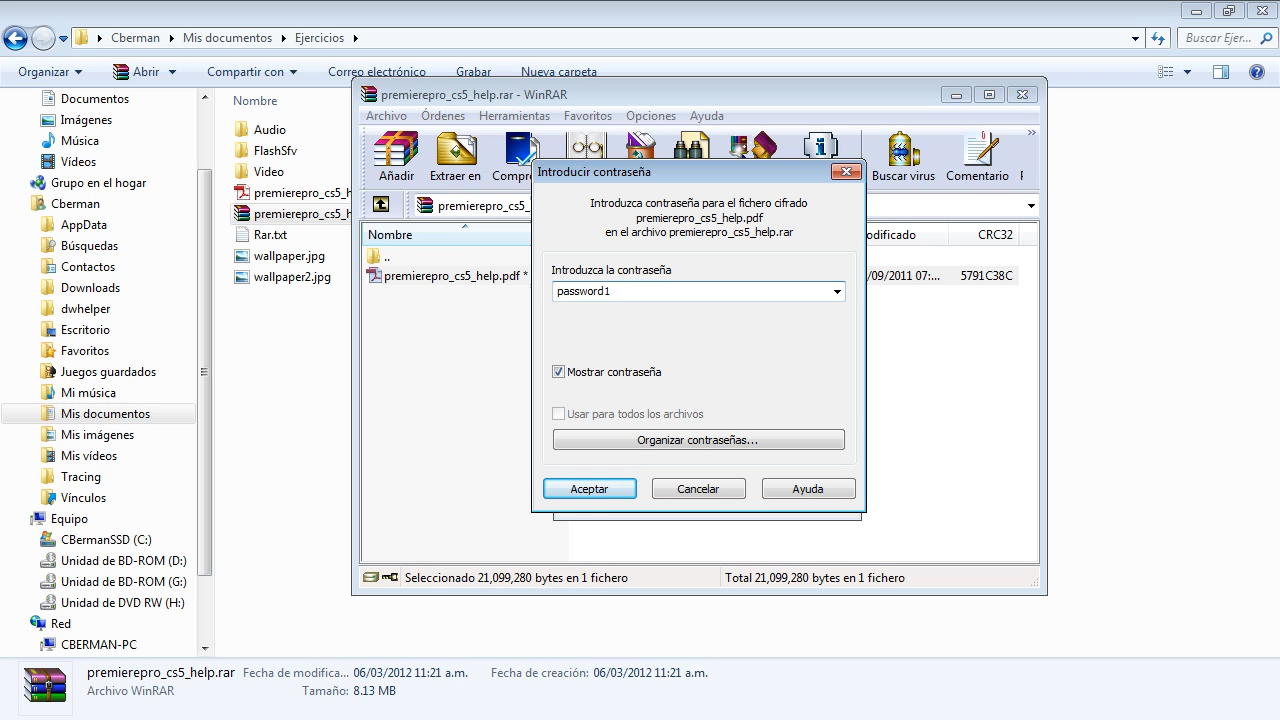 Cberman
Mis documentos
Ejercicios
Buscar Ejer...
Organizar
Abrir
Compartir con
Correo electrónico
Grabar
Nueva carpeta
Documentos
Imágenes
Música
Vídeos
Grupo en el hogar
Cberman
AppData
Búsquedas
Contactos
Downloads
dwhelper
Escritorio
Favoritos
Juegos guardados
Mi música
Mis documentos
Mis imágenes
Mis vídeos
Tracing
Vínculos
Equipo
CBermanSSD (C:)
Unidad de BD-ROM (D:)
Unidad de BD-ROM (G:)
Unidad de DVD RW (H:)
Red
CBERMAN-PC
Nombre
Audio
FlashSfv
Video
premierepro_cs5_h
premierepro_cs5_h
Rar.txt
wallpaper.jpg
wallpaper2.jpg
premierepro_cs5_help.rar - WinRAR
Archivo Órdenes Herramientas Favoritos Opciones Ayuda
Añadir Extraer en Compr Buscar virus Comentario
premierepro_cs5_
Nombre odificado CRC32
..
premierepro_cs5_help.pdf * /09/2011 07:... 5791C38C
Seleccionado 21,099,280 bytes en 1 fichero
Total 21,099,280 bytes en 1 fichero
Introducir contraseña
Introduzca contraseña para el fichero cifrado
premierepro_cs5_help.pdf
en el archivo premierepro_cs5_help.rar
Introduzca la contraseña
password1
Mostrar contraseña
Usar para todos los archivos
Organizar contraseñas...
Aceptar
Cancelar
Ayuda
premierepro_cs5_help.rar Fecha de modifica... 06/03/2012 11:21 a.m. Fecha de creación: 06/03/2012 11:21 a.m.
Archivo WinRAR Tamaño: 8.13 MB